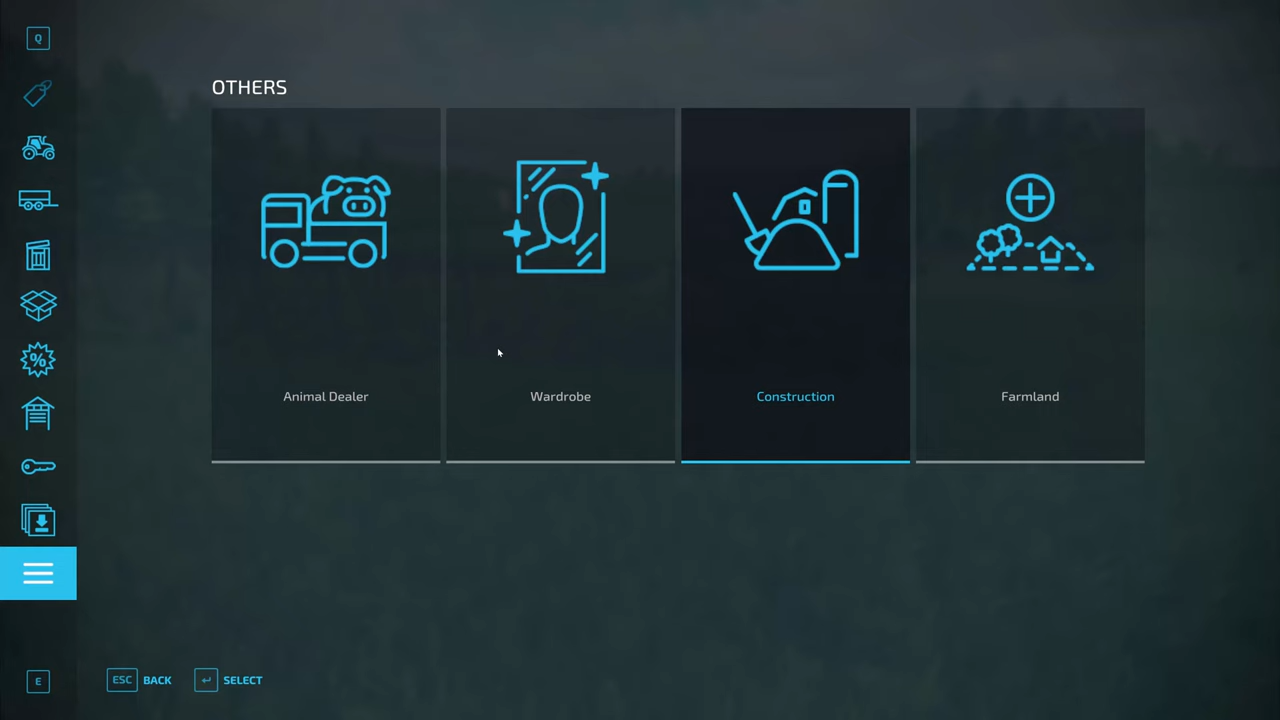 Q
OTHERS
%
Animal Dealer
Wardrobe
Construction
Farmland
E
ESC BACK
SELECT